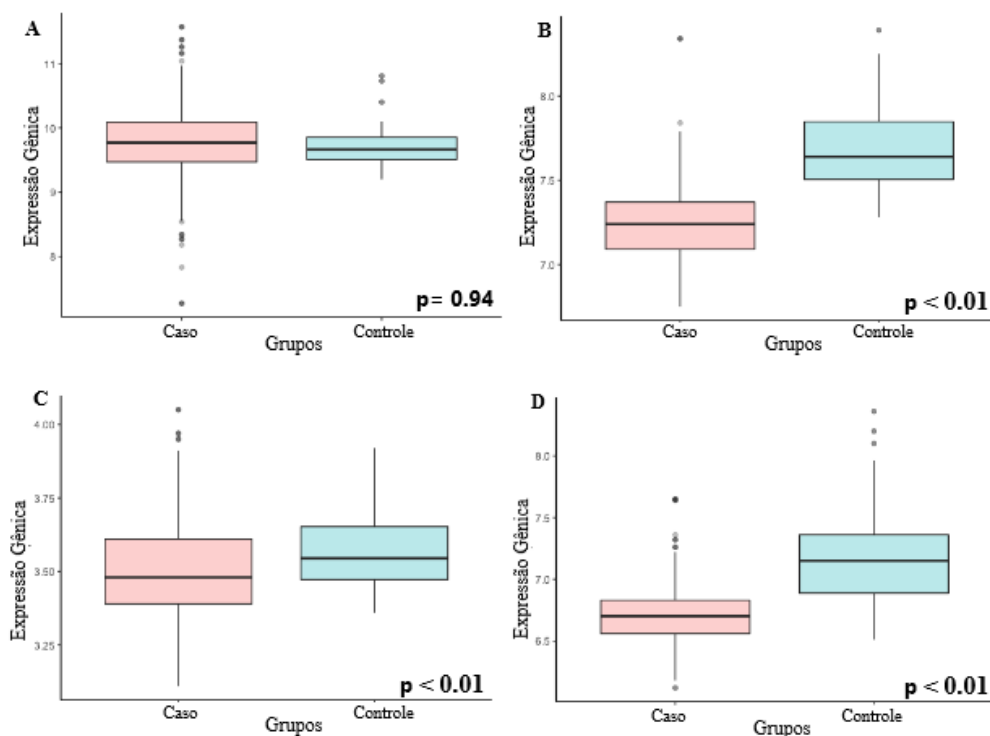 A
Expressão Gênica
11
10
9
8
p= 0.94
Caso
Controle
Grupos
B
Expressão Gênica
8.0
7.5
7.0
p < 0.01
Caso
Controle
Grupos
C
Expressão Gênica
4.00
3.75
3.50
3.25
p < 0.01
Caso
Controle
Grupos
D
Expressão Gênica
8.0
7.5
7.0
6.5
p < 0.01
Caso
Controle
Grupos